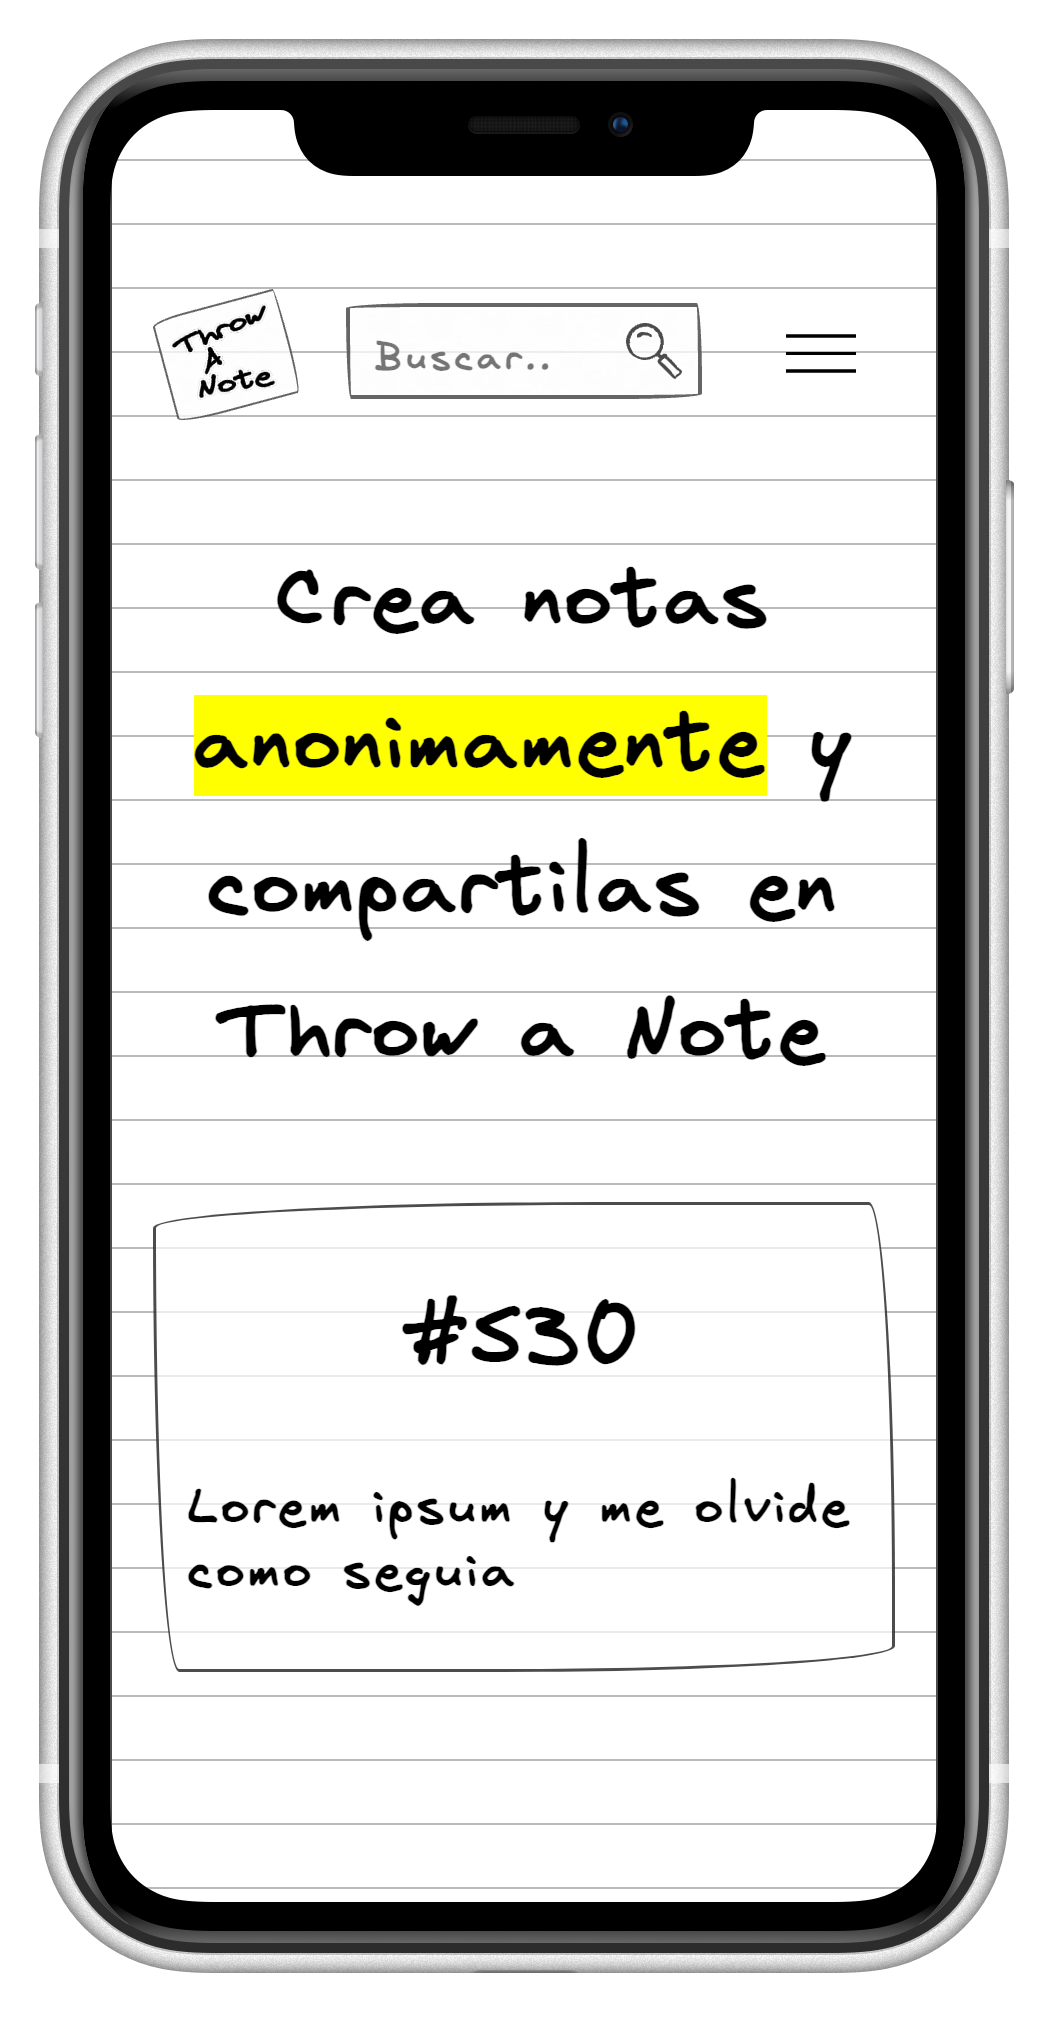 Throw
A
Note
Buscar..
Crea notas
anonimamente y
compartilas en
Throw a Note
#530
Lorem ipsum y me olvide
como seguia